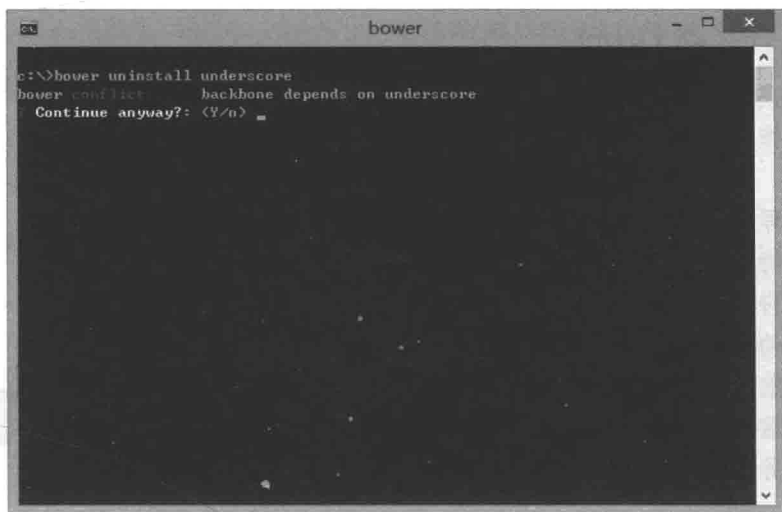 bower
c:\>bower uninstall underscore
bower conflict backbone depends on underscore
? Continue anyway?: (Y/n)